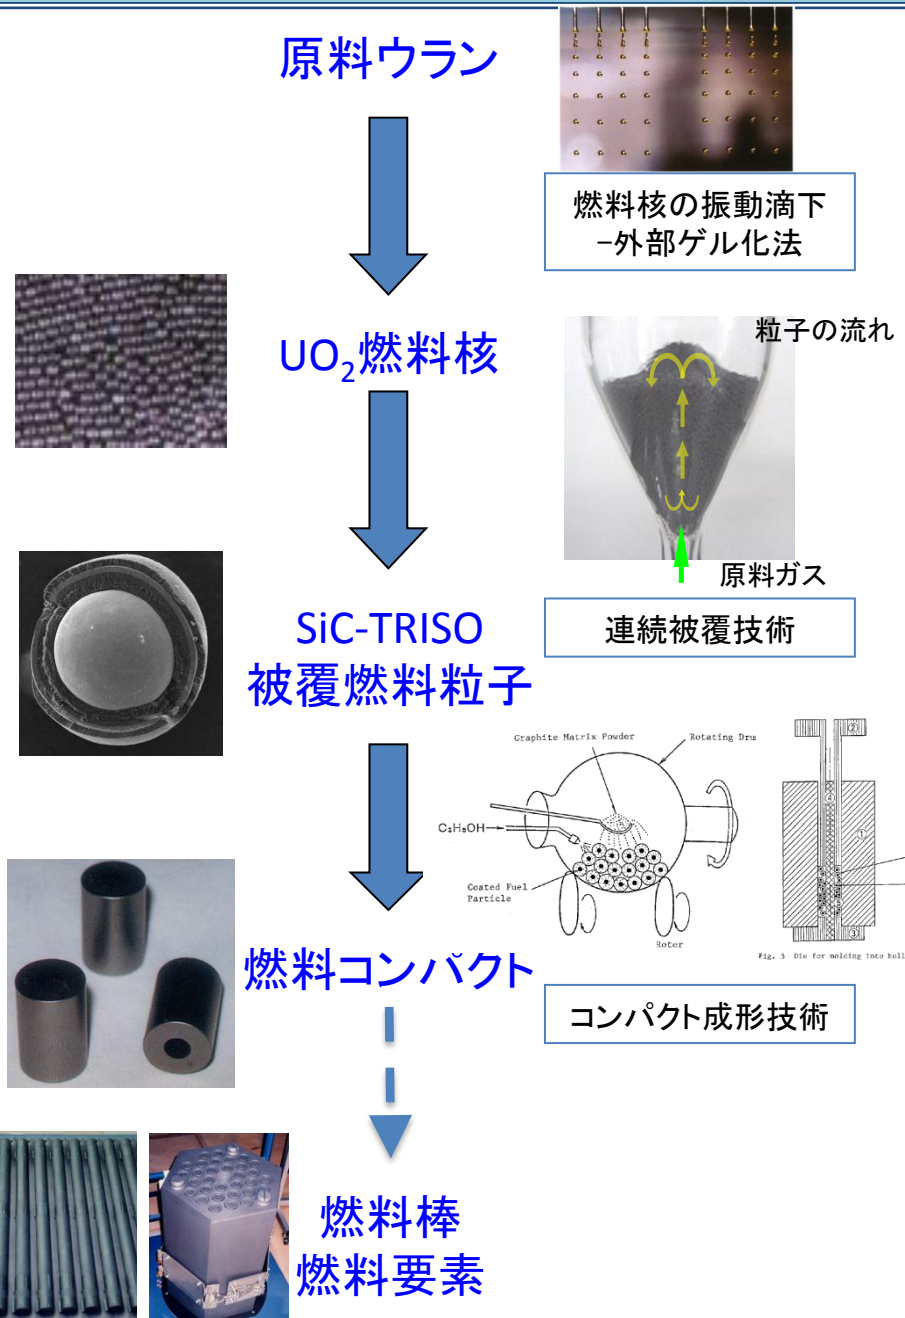 原料ウラン
燃料核の振動滴下
-外部ゲル化法
UO₂燃料核
粒子の流れ
原料ガス
SiC-TRISO
被覆燃料粒子
連続被覆技術
Graphite Matrix Powder
Rotating Dru
C₂H₅OH
Coated Fuel
Particle
Roter
②
④
①
③
Fig. 5 Die for molding into holl
燃料コンパクト
コンパクト成形技術
燃料棒
燃料要素